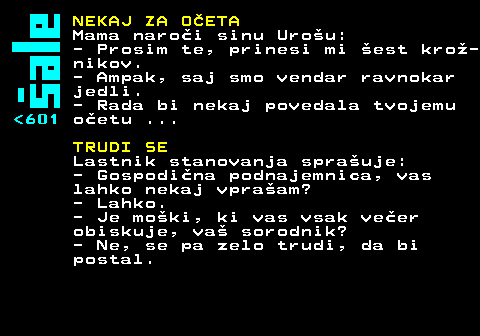 Šale
<601
NEKAJ ZA OČETA
Mama naroči sinu Urošu:
- Prosim te, prinesi mi šest krož-
nikov.
- Ampak, saj smo vendar ravnokar
jedli.
- Rada bi nekaj povedala tvojemu
očetu ...
TRUDI SE
Lastnik stanovanja sprašuje:
- Gospodična podnajemnica, vas
lahko nekaj vprašam?
- Lahko.
- Je moški, ki vas vsak večer
obiskuje, vaš sorodnik?
- Ne, se pa zelo trudi, da bi
postal.